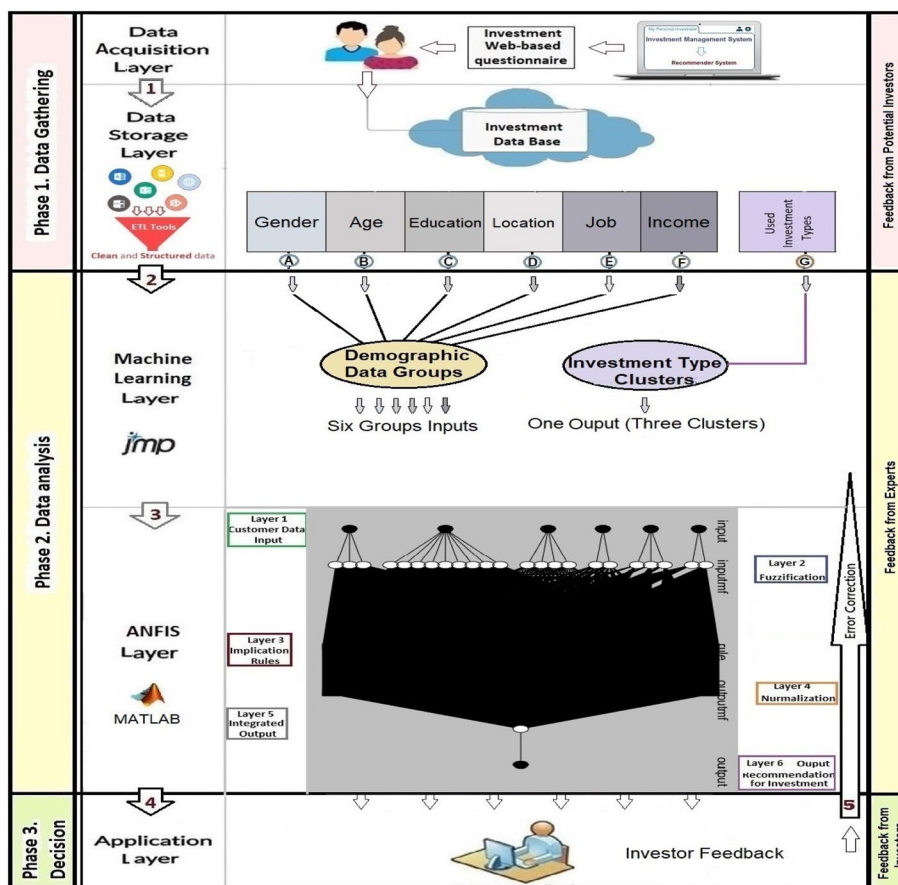 Phase 1. Data Gathering
Data
Acquisition
Layer
1
Data
Storage
Layer
ETL Tools
Clean and Structured data
Investment
Web-based
questionnaire
My Personal Investment
Investment Management System
Recommender System
Investment
Data Base
Gender
Age
Education
Location
Job
Income
Used
Investment
Types
A
B
C
D
E
F
G
Feedback from Potential Investors
Phase 2. Data analysis
2
Machine
Learning
Layer
jmp
Demographic
Data Groups
Investment Type
Clusters
Six Groups Inputs
One Ouput (Three Clusters)
3
Layer 1
Customer Data
Input
input
inputmf
rule
outputmf
output
Layer 2
Fuzzification
ANFIS
Layer
MATLAB
Layer 3
Implication
Rules
Layer 4
Nurmalization
Layer 5
Integrated
Output
Layer 6 Ouput
Recommendation
for Investment
Error Correction
5
Feedback from Experts
Phase 3.
Decision
4
Application
Layer
Investor Feedback
Feedback from